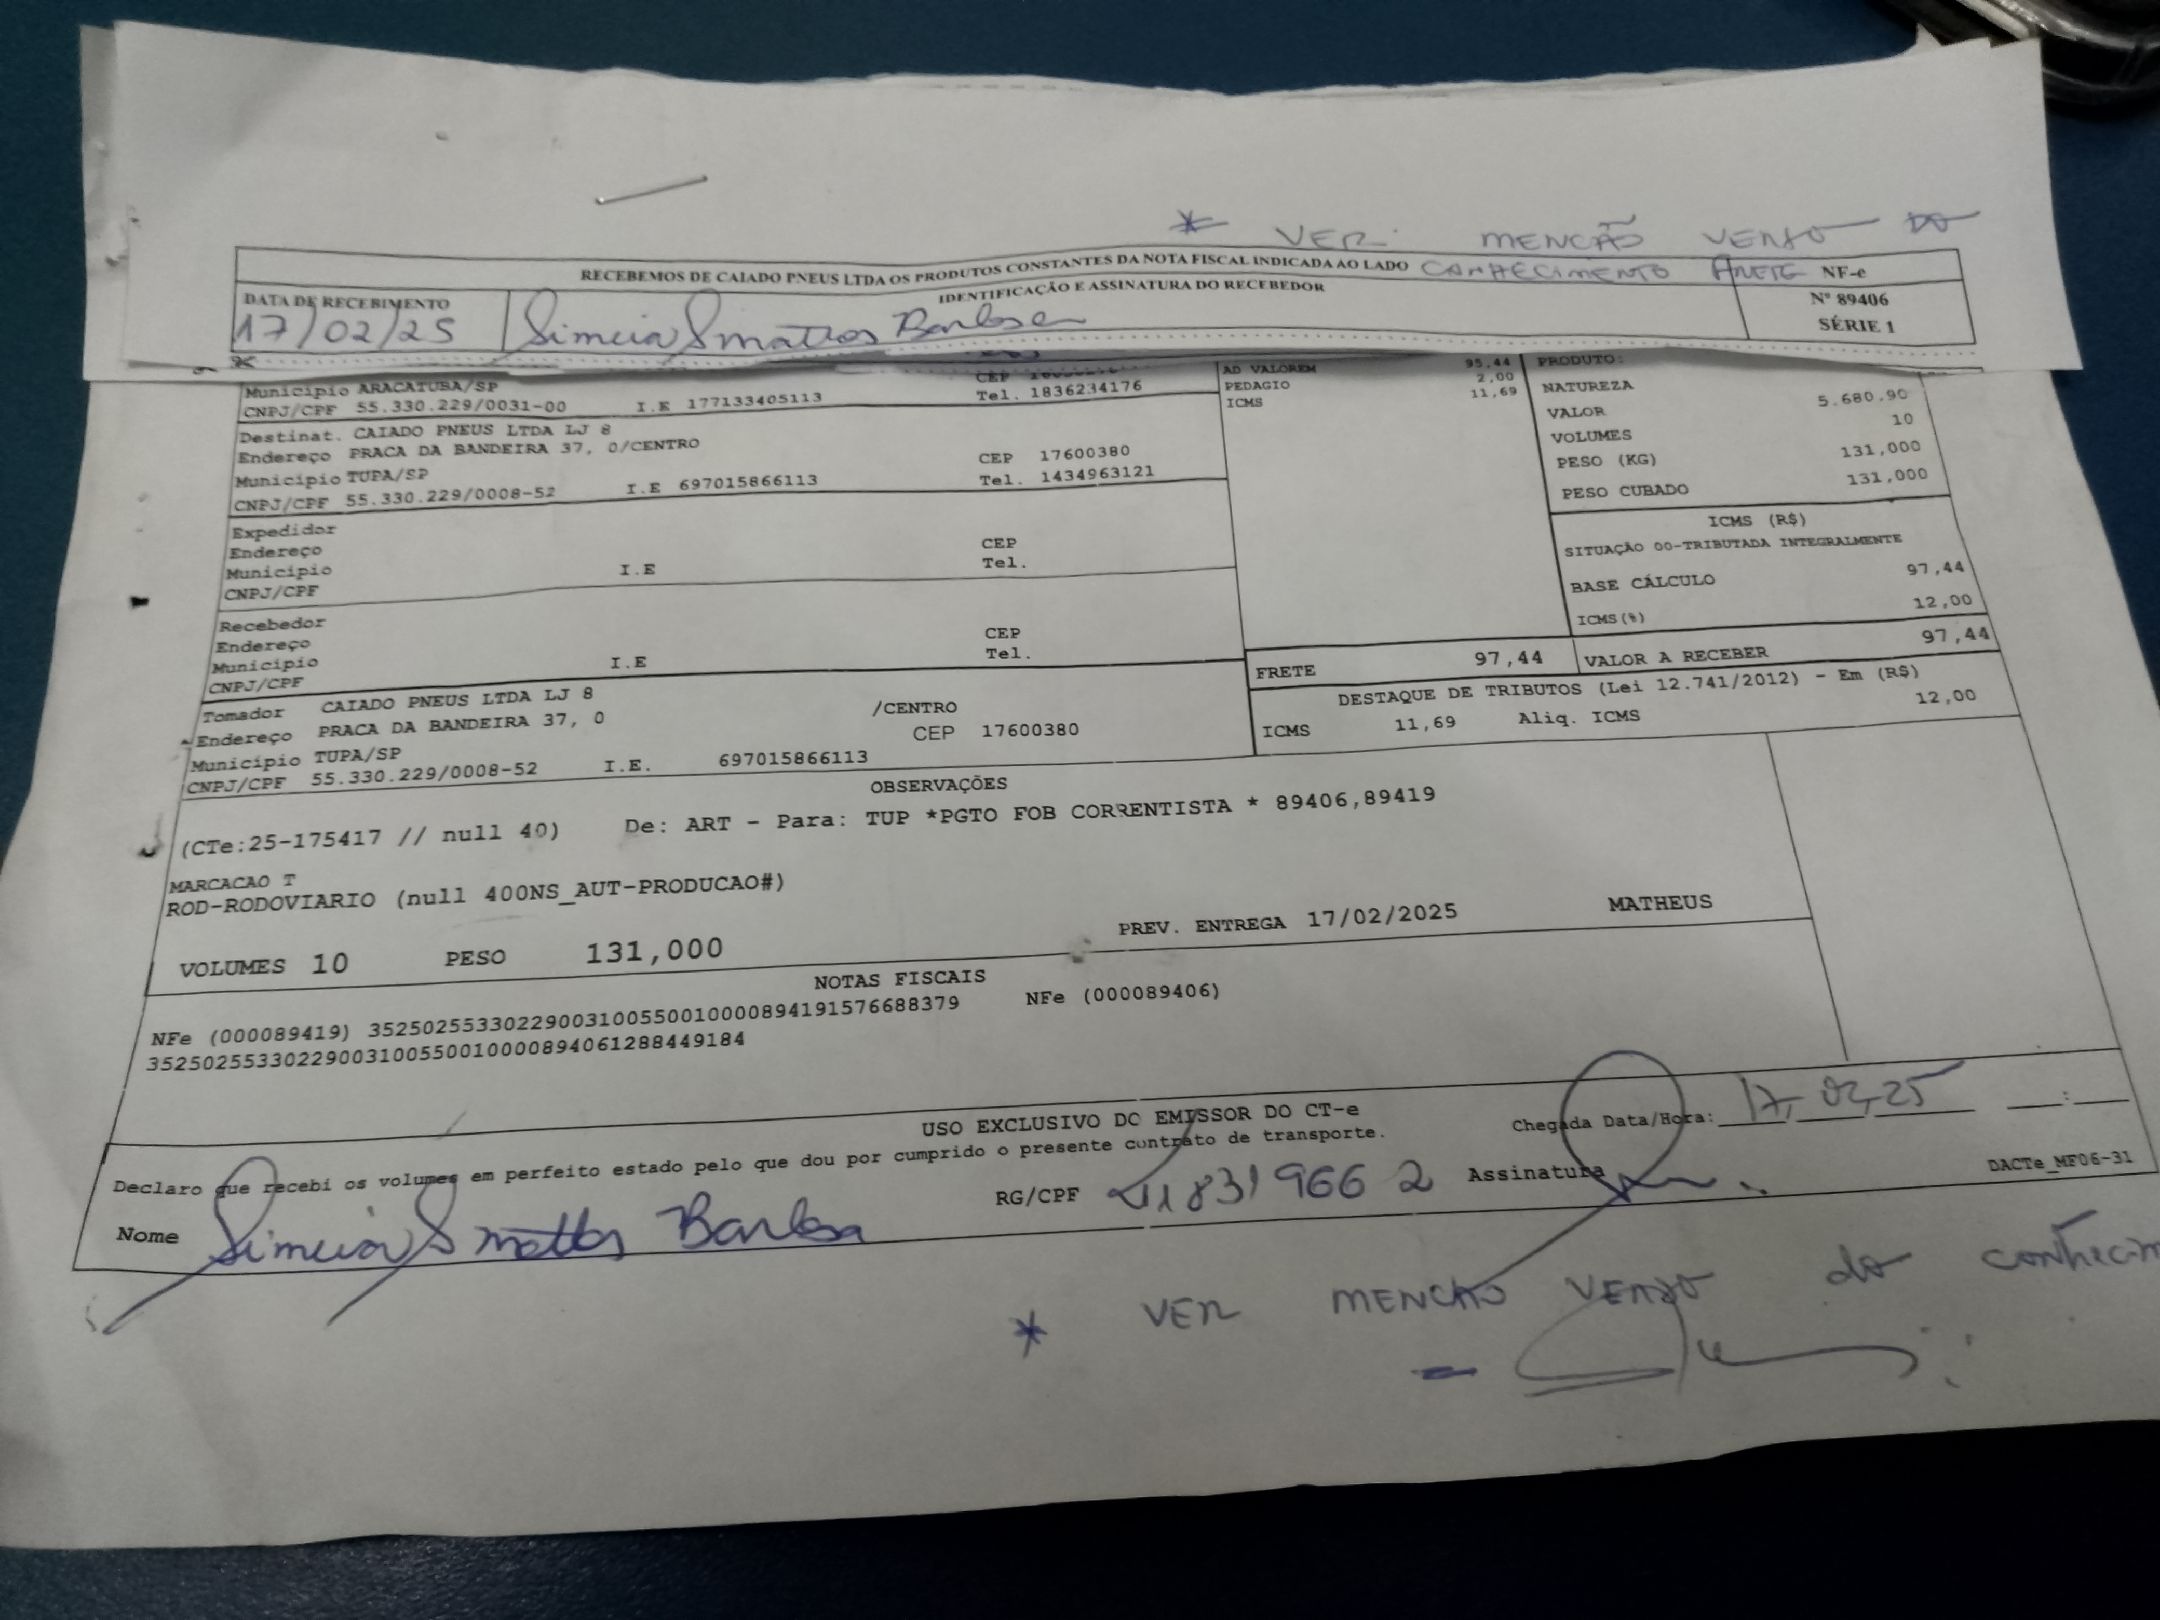 * VER MENCÃO VERSO DO
RECEBEMOS DE CAIADO PNEUS LTDA OS PRODUTOS CONSTANTES DA NOTA FISCAL INDICADA AO LADO CONHECIMENTO FRETE NF-e
DATA DE RECEBIMENTO IDENTIFICAÇÃO E ASSINATURA DO RECEBEDOR Nº 89406
17/02/25 Simeia S mattos Barbosa SÉRIE 1
Municipio ARACATUBA/SP CEP AD VALOREM 95,44 PRODUTO:
CNPJ/CPF 55.330.229/0031-00 I.E 177133405113 Tel. 1836234176 PEDAGIO 2,00 NATUREZA
ICMS 11,69
Destinat. CAIADO PNEUS LTDA LJ 8 VALOR 5.680,90
Endereço PRACA DA BANDEIRA 37, 0/CENTRO CEP 17600380 VOLUMES 10
Municipio TUPA/SP Tel. 1434963121 PESO (KG) 131,000
CNPJ/CPF 55.330.229/0008-52 I.E 697015866113 PESO CUBADO 131,000
Expedidor ICMS (R$)
Endereço CEP SITUAÇÃO 00-TRIBUTADA INTEGRALMENTE
Municipio I.E Tel. BASE CÁLCULO 97,44
CNPJ/CPF
Recebedor ICMS(%) 12,00
Endereço CEP
Municipio I.E Tel.
CNPJ/CPF FRETE 97,44 VALOR A RECEBER 97,44
Tomador CAIADO PNEUS LTDA LJ 8 DESTAQUE DE TRIBUTOS (Lei 12.741/2012) - Em (R$)
Endereço PRACA DA BANDEIRA 37, 0 /CENTRO ICMS 11,69 Aliq. ICMS 12,00
Municipio TUPA/SP CEP 17600380
CNPJ/CPF 55.330.229/0008-52 I.E. 697015866113
OBSERVAÇÕES
(CTe:25-175417 // null 40) De: ART - Para: TUP *PGTO FOB CORRENTISTA * 89406,89419
MARCACAO T
ROD-RODOVIARIO (null 400NS_AUT-PRODUCAO#)
VOLUMES 10 PESO 131,000 PREV. ENTREGA 17/02/2025 MATHEUS
NOTAS FISCAIS
NFe (000089419) 35250255330229003100550010000894191576688379 NFe (000089406)
35250255330229003100550010000894061288449184
USO EXCLUSIVO DO EMISSOR DO CT-e
Declaro que recebi os volumes em perfeito estado pelo que dou por cumprido o presente contrato de transporte. Chegada Data/Hora: 17, 02, 25 :
Nome Simeia S mattos Barbosa RG/CPF 41831966 2 Assinatura DACTe_MF06-31
* VER MENCÃO VERSO do conhecim